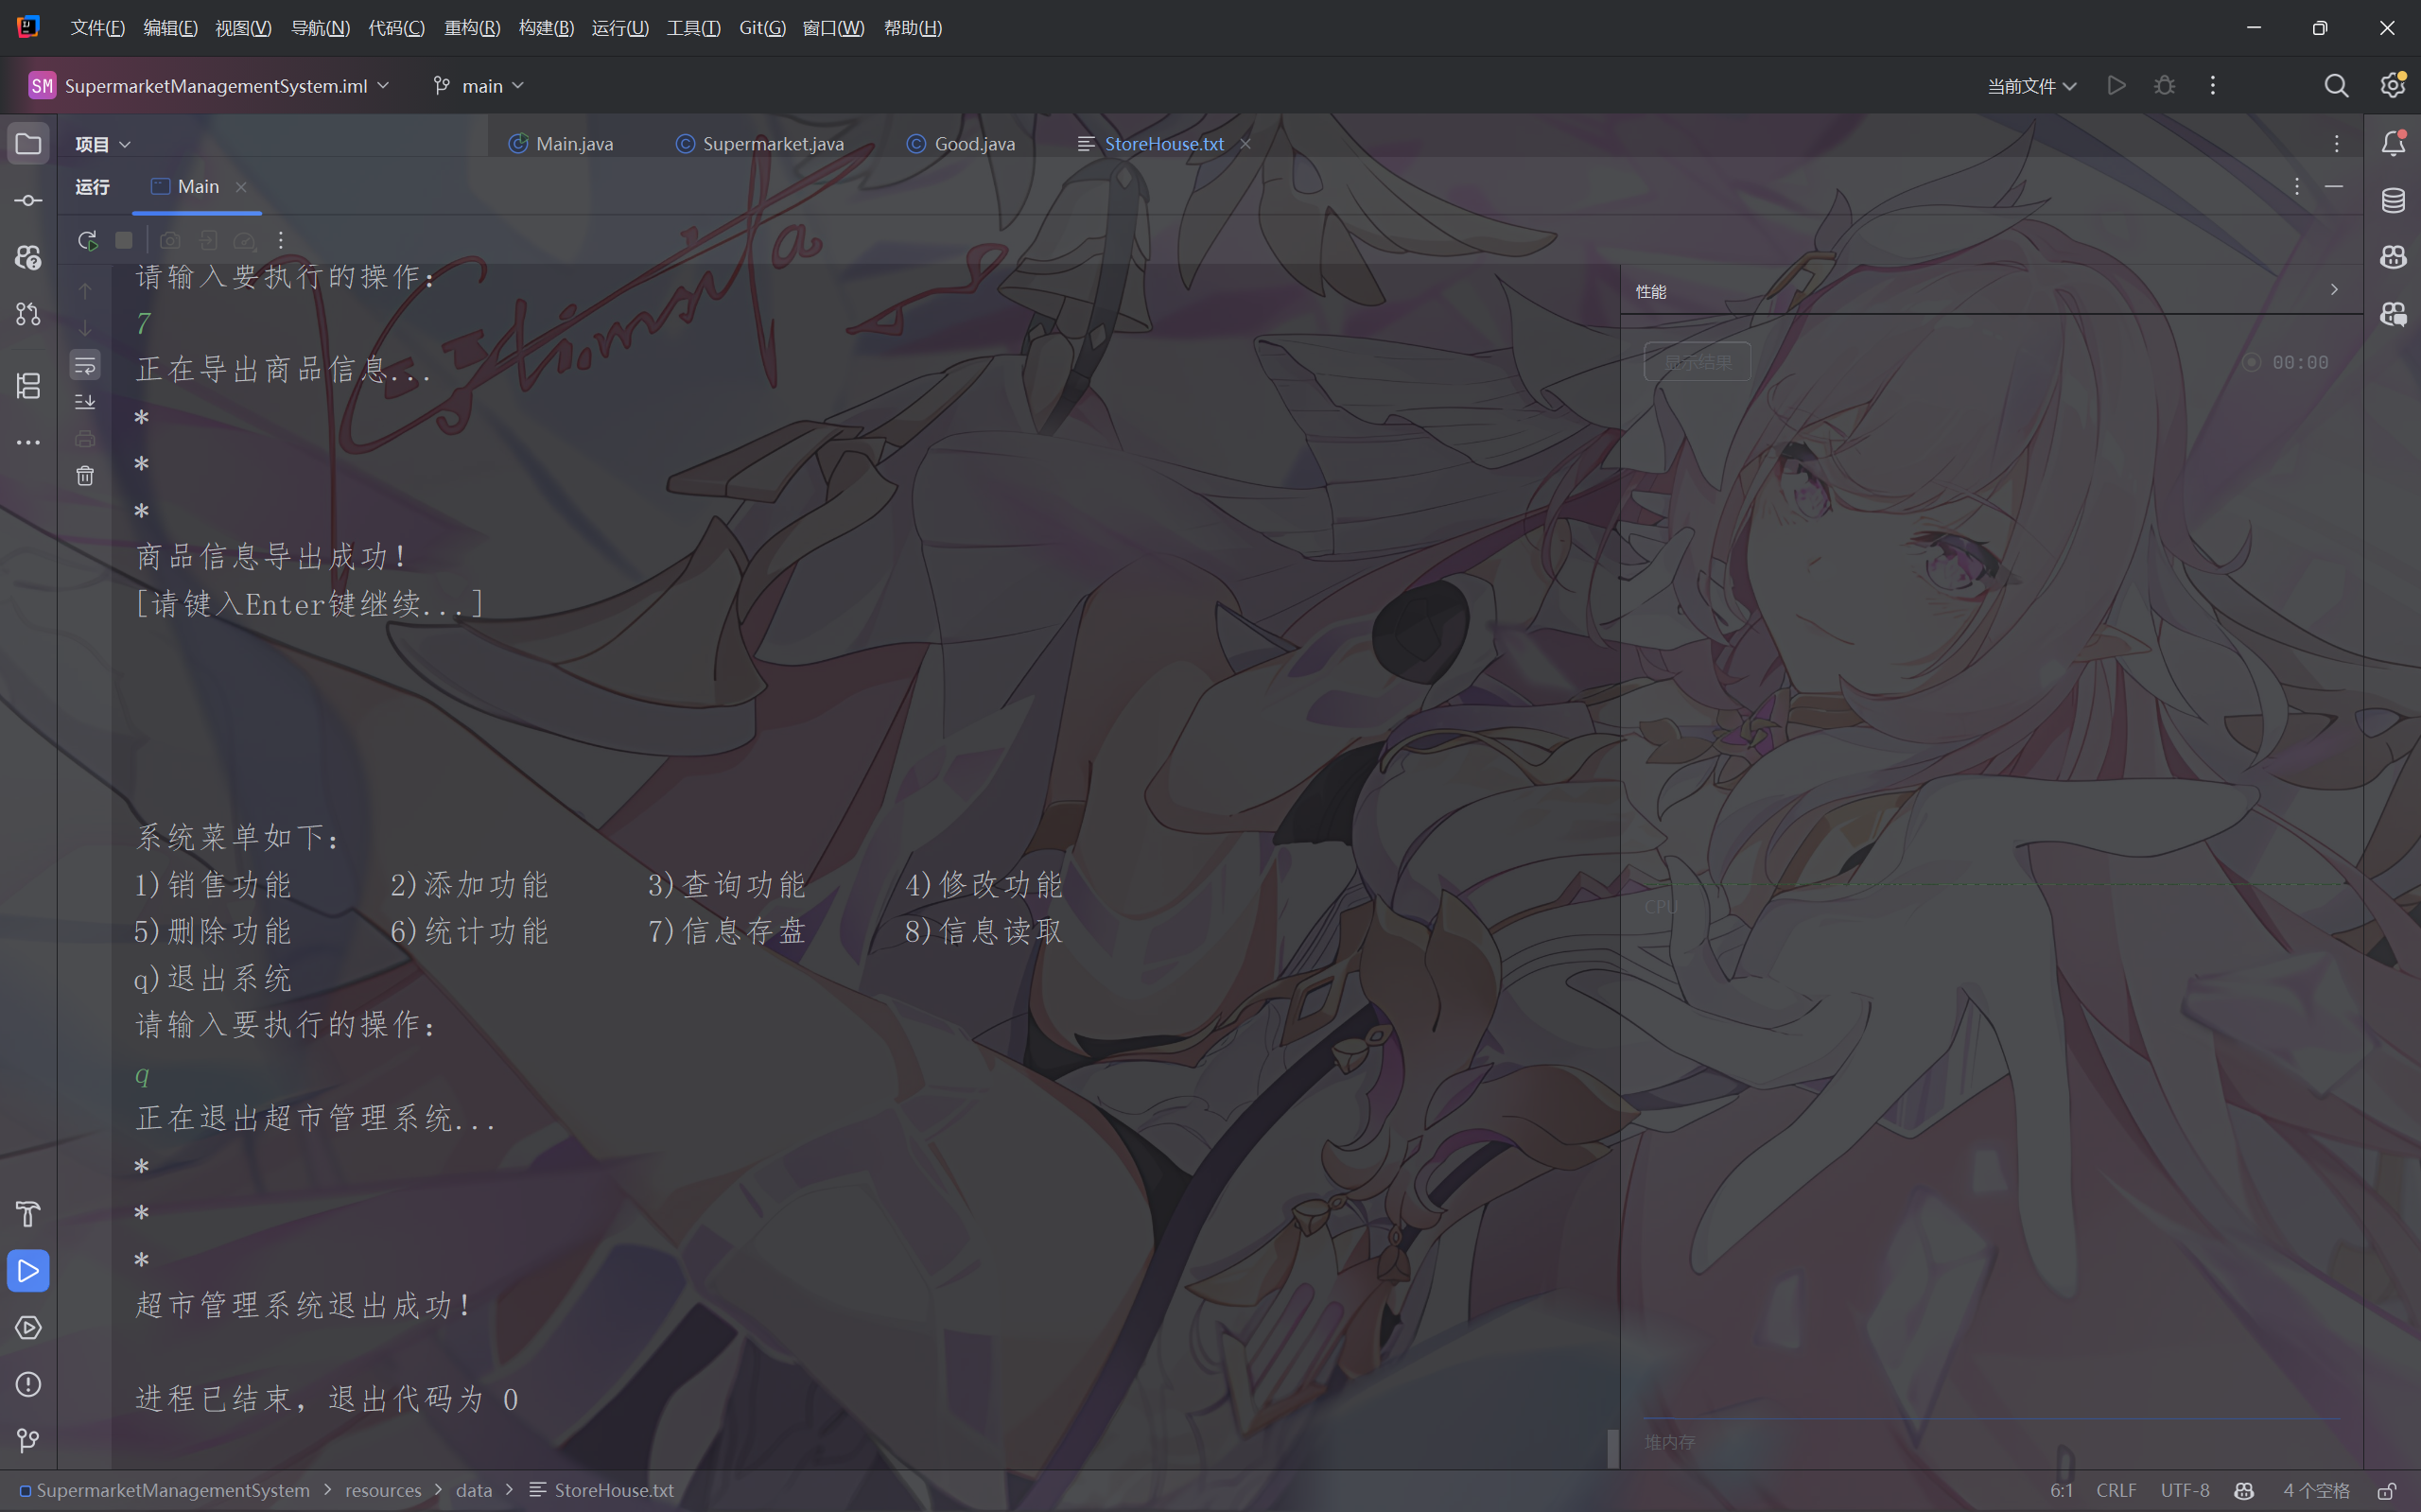 文件(F) 编辑(E) 视图(V) 导航(N) 代码(C) 重构(R) 构建(B) 运行(U) 工具(T) Git(G) 窗口(W) 帮助(H)
SM SupermarketManagementSystem.iml main 当前文件
项目 Main.java Supermarket.java Good.java StoreHouse.txt
运行 Main
请输入要执行的操作：
7
正在导出商品信息...
*
*
*
商品信息导出成功！
[请键入Enter键继续...]
系统菜单如下：
1)销售功能 2)添加功能 3)查询功能 4)修改功能
5)删除功能 6)统计功能 7)信息存盘 8)信息读取
q)退出系统
请输入要执行的操作：
q
正在退出超市管理系统...
*
*
*
超市管理系统退出成功！
进程已结束，退出代码为 0
性能
显示结果 00:00
CPU
堆内存
SupermarketManagementSystem > resources > data > StoreHouse.txt 6:1 CRLF UTF-8 4 个空格